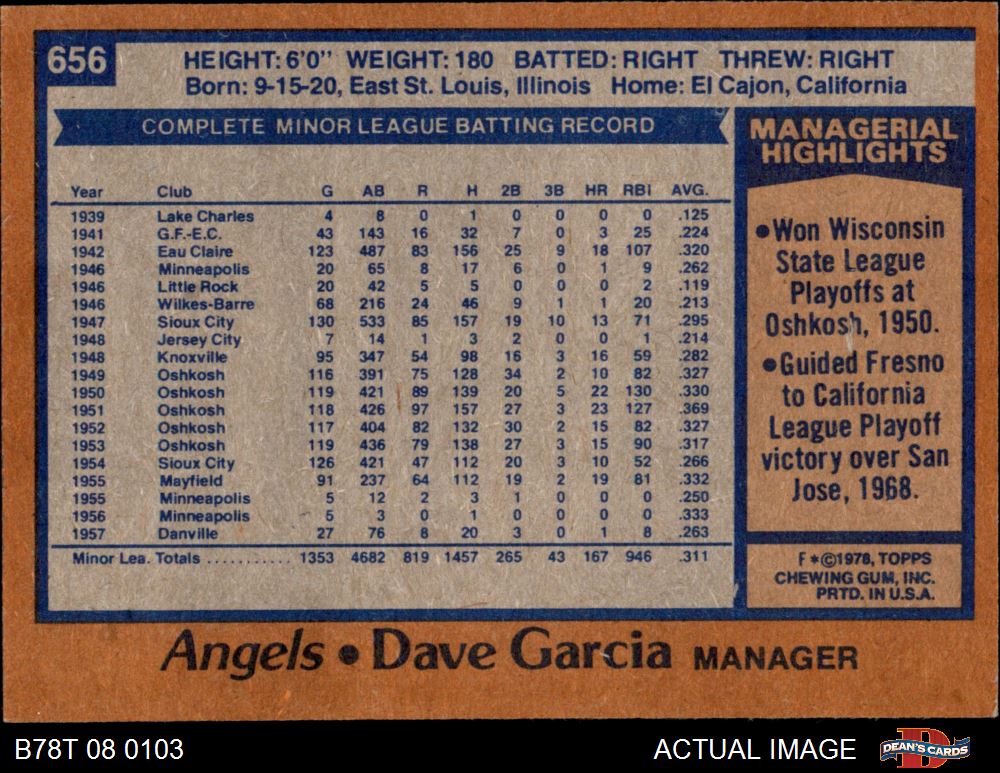 656
HEIGHT: 6'0" WEIGHT: 180 BATTED: RIGHT THREW: RIGHT
Born: 9-15-20, East St. Louis, Illinois Home: El Cajon, California
COMPLETE MINOR LEAGUE BATTING RECORD
Year Club G AB R H 2B 3B HR RBI AVG.
1939 Lake Charles 4 8 0 1 0 0 0 0 .125
1941 G.F.-E.C. 43 143 16 32 7 0 3 25 .224
1942 Eau Claire 123 487 83 156 25 9 18 107 .320
1946 Minneapolis 20 65 8 17 6 0 1 9 .262
1946 Little Rock 20 42 5 5 0 0 0 2 .119
1946 Wilkes-Barre 68 216 24 46 9 1 1 20 .213
1947 Sioux City 130 533 85 157 19 10 13 71 .295
1948 Jersey City 7 14 1 3 2 0 0 1 .214
1948 Knoxville 95 347 54 98 16 3 16 59 .282
1949 Oshkosh 116 391 75 128 34 2 10 82 .327
1950 Oshkosh 119 421 89 139 20 5 22 130 .330
1951 Oshkosh 118 426 97 157 27 3 23 127 .369
1952 Oshkosh 117 404 82 132 30 2 15 82 .327
1953 Oshkosh 119 436 79 138 27 3 15 90 .317
1954 Sioux City 126 421 47 112 20 3 10 52 .266
1955 Mayfield 91 237 64 112 19 2 19 81 .332
1955 Minneapolis 5 12 2 3 1 0 0 0 .250
1956 Minneapolis 5 3 0 1 0 0 0 0 .333
1957 Danville 27 76 8 20 3 0 1 8 .263
Minor Lea. Totals ........... 1353 4682 819 1457 265 43 167 946 .311
MANAGERIAL
HIGHLIGHTS
•Won Wisconsin
State League
Playoffs at
Oshkosh, 1950.
•Guided Fresno
to California
League Playoff
victory over San
Jose, 1968.
F *©1978, TOPPS
CHEWING GUM, INC.
PRTD. IN U.S.A.
Angels • Dave Garcia MANAGER
B78T 08 0103 ACTUAL IMAGE DEAN'S CARDS